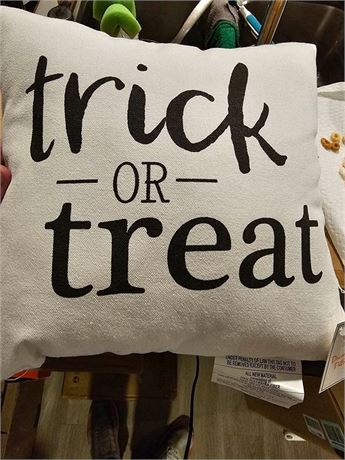 trick
OR
treat
UNDER PENALTY OF LAW THIS TAG NOT TO
BE REMOVED EXCEPT BY THE CONSUMER
ALL NEW MATERIAL